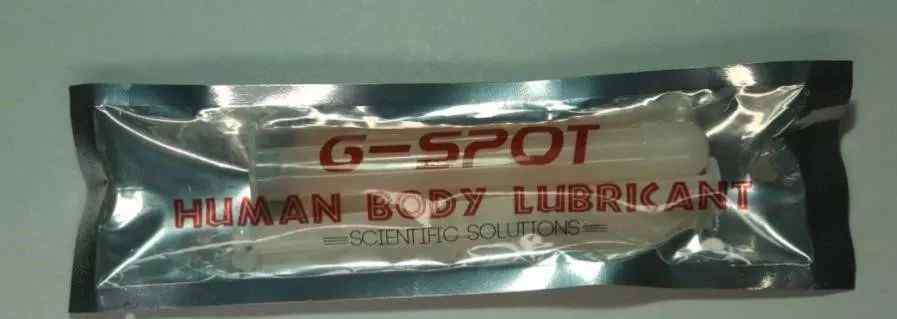 G-SPOT
HUMAN BODY LUBRICANT
SCIENTIFIC SOLUTIONS